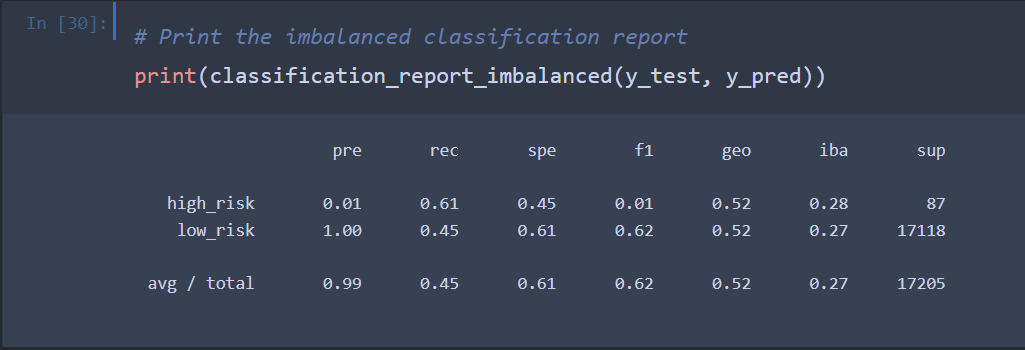 In [30]:
# Print the imbalanced classification report
print(classification_report_imbalanced(y_test, y_pred))
pre rec spe f1 geo iba sup
high_risk 0.01 0.61 0.45 0.01 0.52 0.28 87
low_risk 1.00 0.45 0.61 0.62 0.52 0.27 17118
avg / total 0.99 0.45 0.61 0.62 0.52 0.27 17205